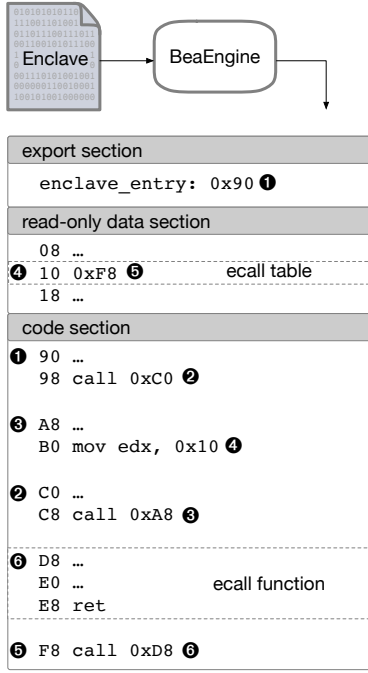 Enclave
BeaEngine
export section
enclave_entry: 0x90 ❶
read-only data section
08 …
❹ 10 0xF8 ❺ ecall table
18 …
code section
❶ 90 …
98 call 0xC0 ❷
❸ A8 …
B0 mov edx, 0x10 ❹
❷ C0 …
C8 call 0xA8 ❸
❻ D8 …
E0 … ecall function
E8 ret
❺ F8 call 0xD8 ❻